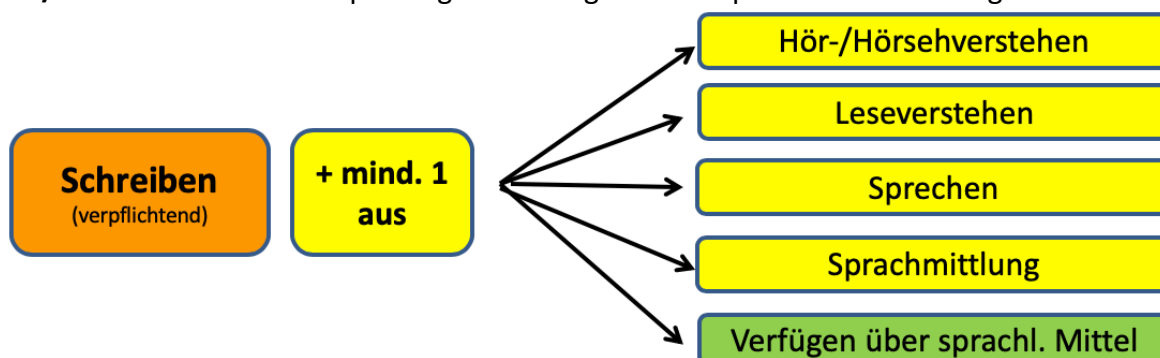 Schreiben
(verpflichtend)
+ mind. 1
aus
Hör-/Hörsehverstehen
Leseverstehen
Sprechen
Sprachmittlung
Verfügen über sprachl. Mittel